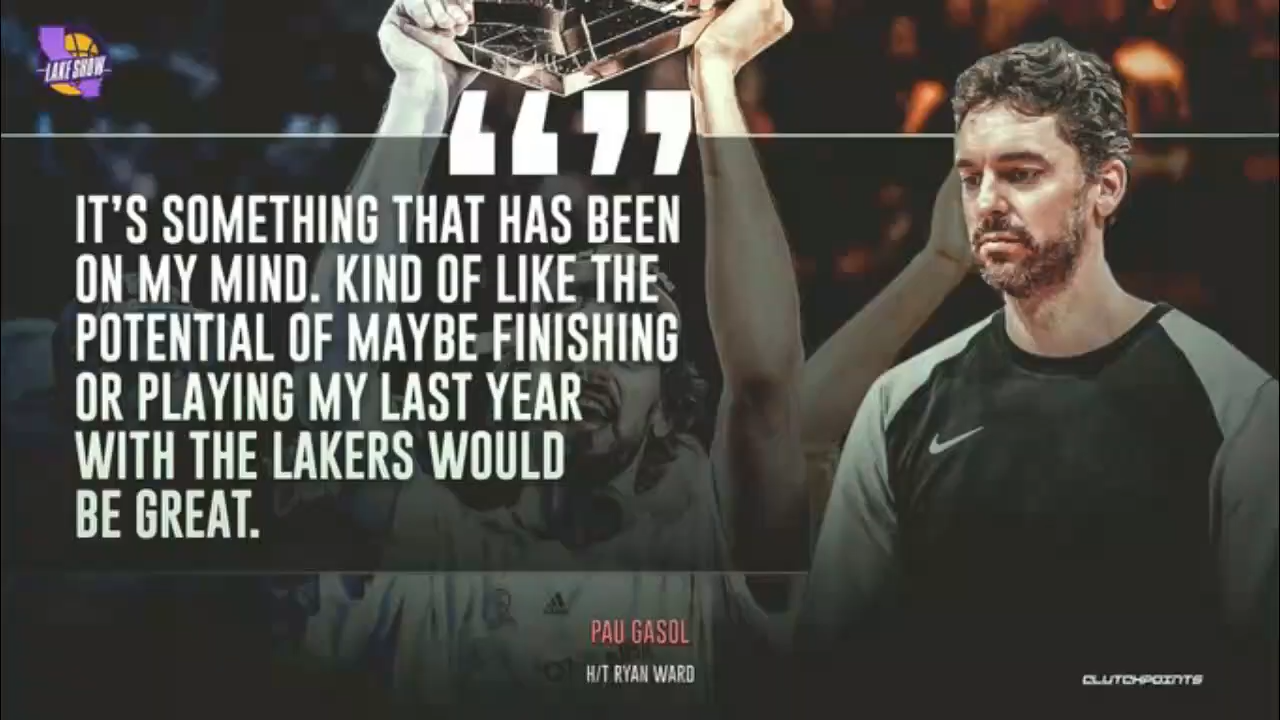 LAKE SHOW
“ ”
IT’S SOMETHING THAT HAS BEEN
ON MY MIND. KIND OF LIKE THE
POTENTIAL OF MAYBE FINISHING
OR PLAYING MY LAST YEAR
WITH THE LAKERS WOULD
BE GREAT.
PAU GASOL
H/T RYAN WARD
CLUTCHPOINTS